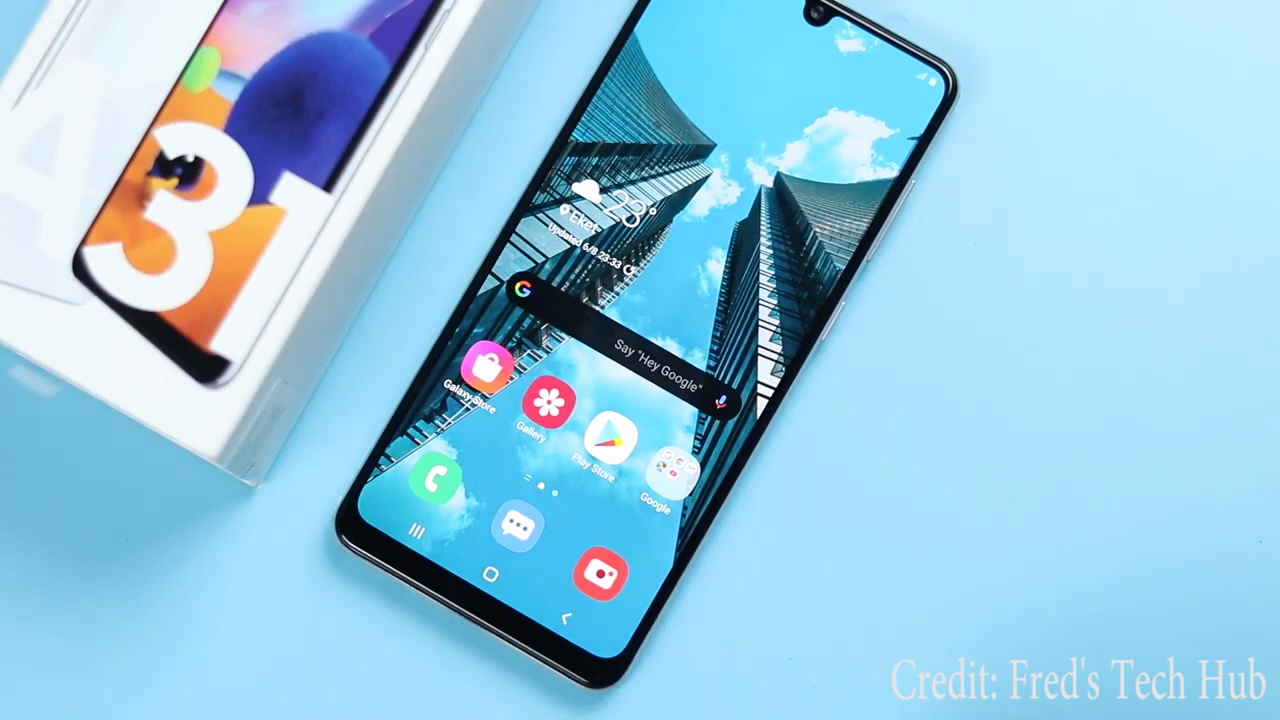 A31
23°
Eket
Updated 6/8 23:33
Say "Hey Google"
Galaxy Store
Gallery
Play Store
Google
Credit: Fred's Tech Hub